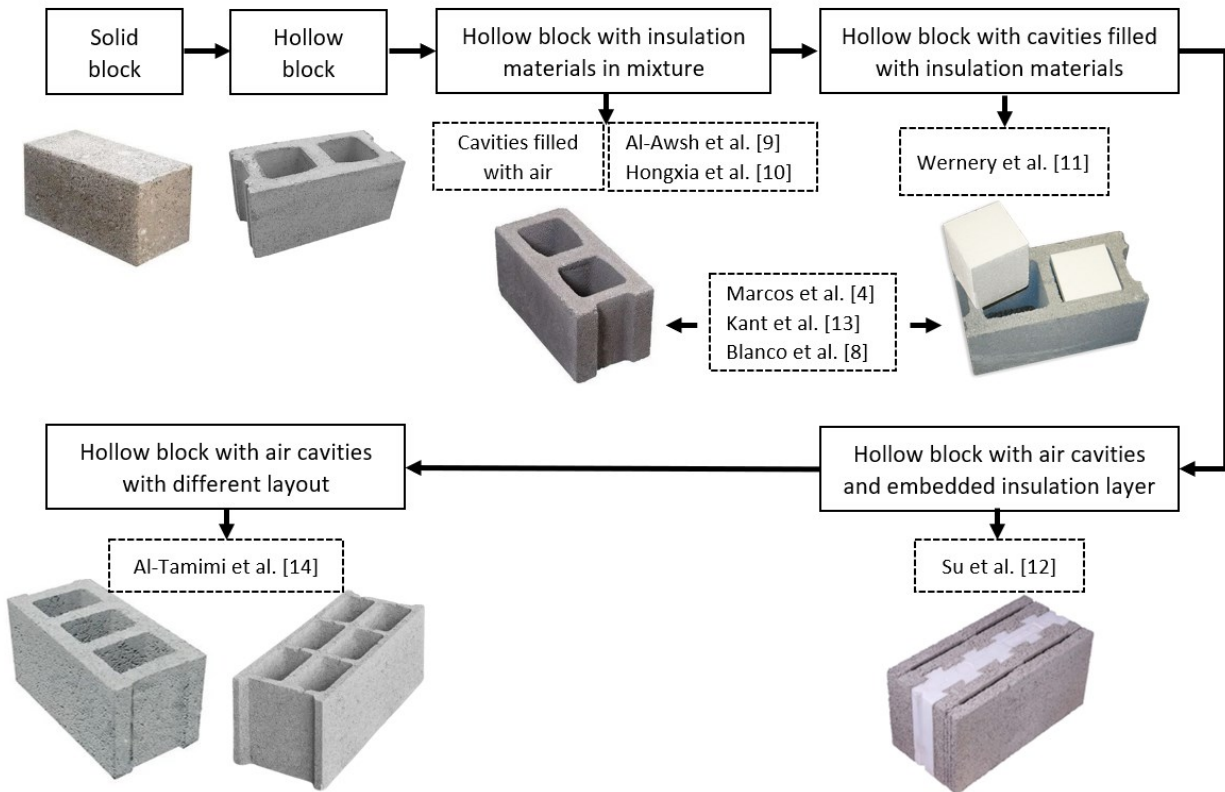 Solid
block
Hollow
block
Hollow block with insulation
materials in mixture
Hollow block with cavities filled
with insulation materials
Cavities filled
with air
Al-Awsh et al. [9]
Hongxia et al. [10]
Wernery et al. [11]
Marcos et al. [4]
Kant et al. [13]
Blanco et al. [8]
Hollow block with air cavities
with different layout
Hollow block with air cavities
and embedded insulation layer
Al-Tamimi et al. [14]
Su et al. [12]